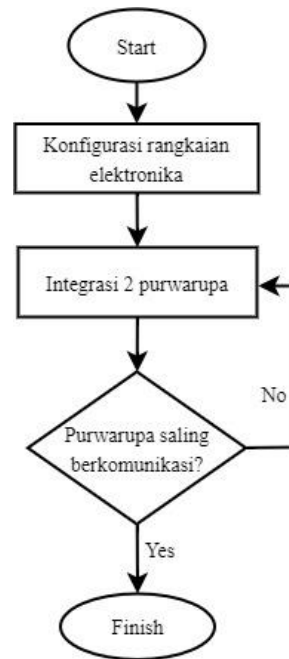 Start
Konfigurasi rangkaian
elektronika
Integrasi 2 purwarupa
No
Purwarupa saling
berkomunikasi?
Yes
Finish